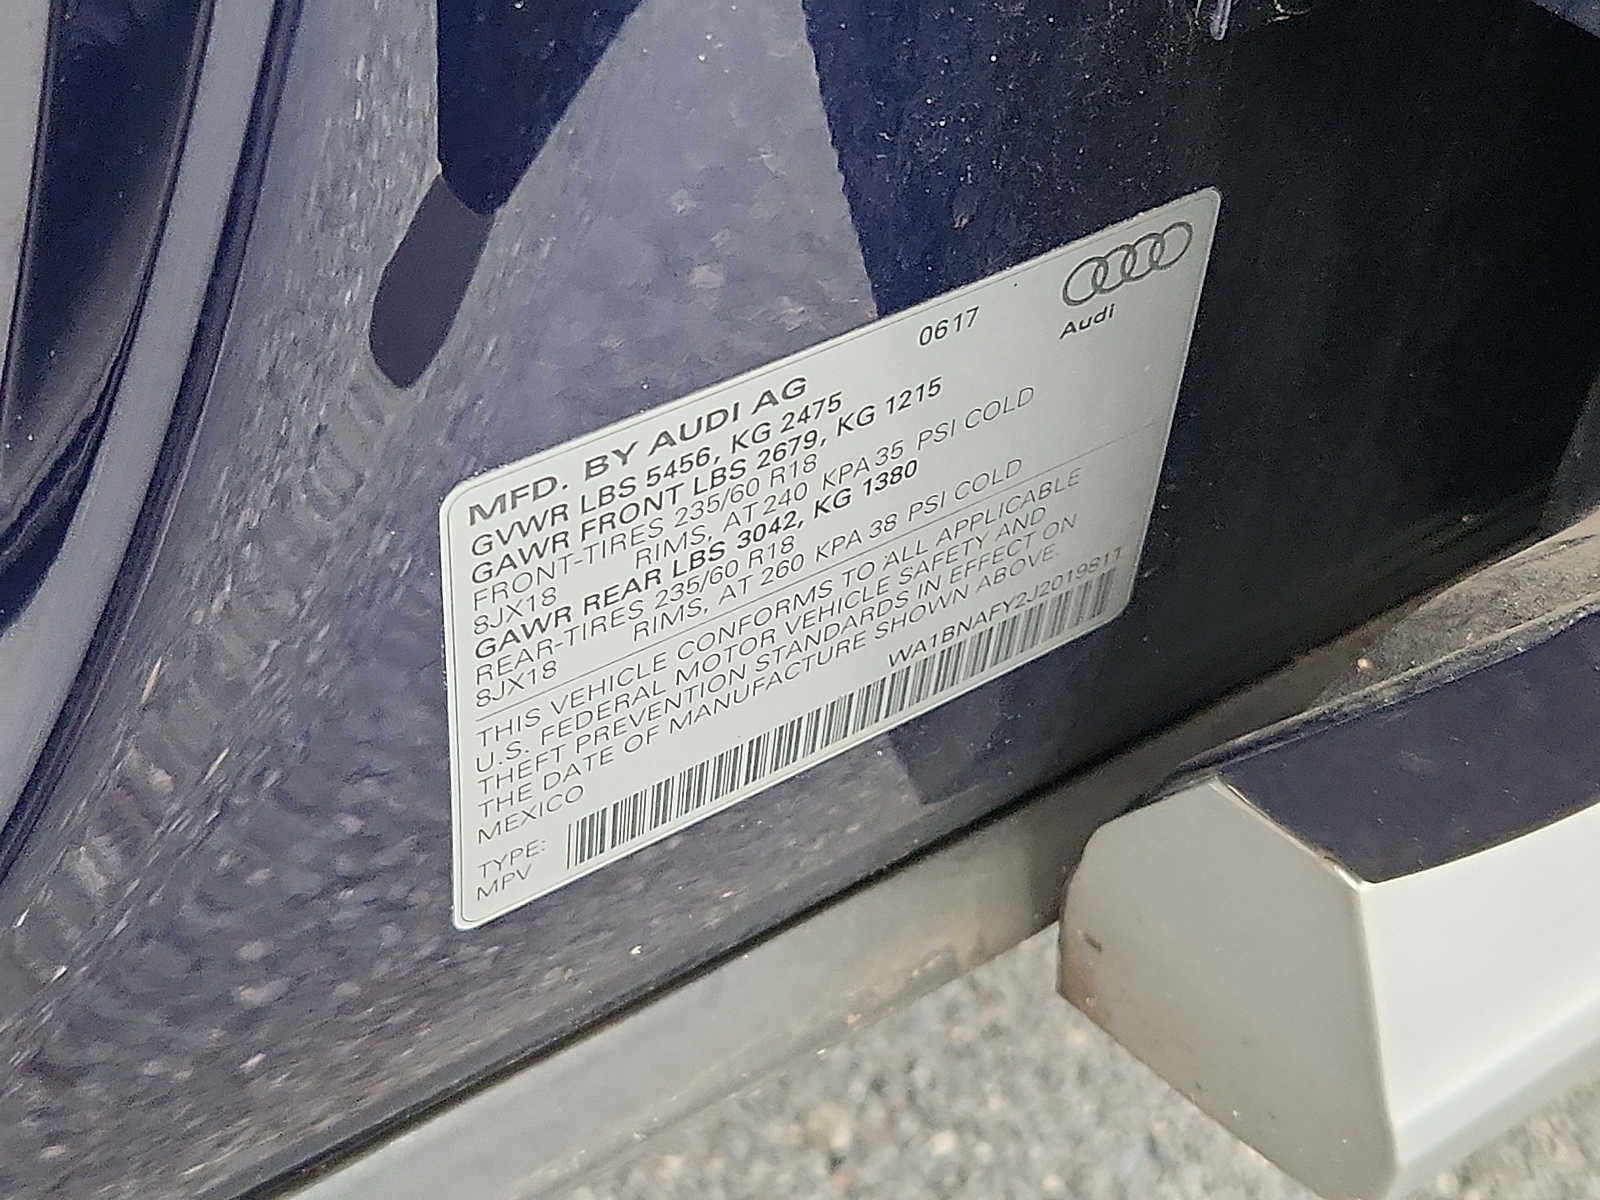 0617
Audi
MFD. BY AUDI AG
GVWR LBS 5456, KG 2475
GAWR FRONT LBS 2679, KG 1215
FRONT-TIRES 235/60 R18
8JX18 RIMS, AT 240 KPA 35 PSI COLD
GAWR REAR LBS 3042, KG 1380
REAR-TIRES 235/60 R18
8JX18 RIMS, AT 260 KPA 38 PSI COLD
THIS VEHICLE CONFORMS TO ALL APPLICABLE
U.S. FEDERAL MOTOR VEHICLE SAFETY AND
THEFT PREVENTION STANDARDS IN EFFECT ON
THE DATE OF MANUFACTURE SHOWN ABOVE.
MEXICO WA1BNAFY2J2019811
TYPE:
MPV